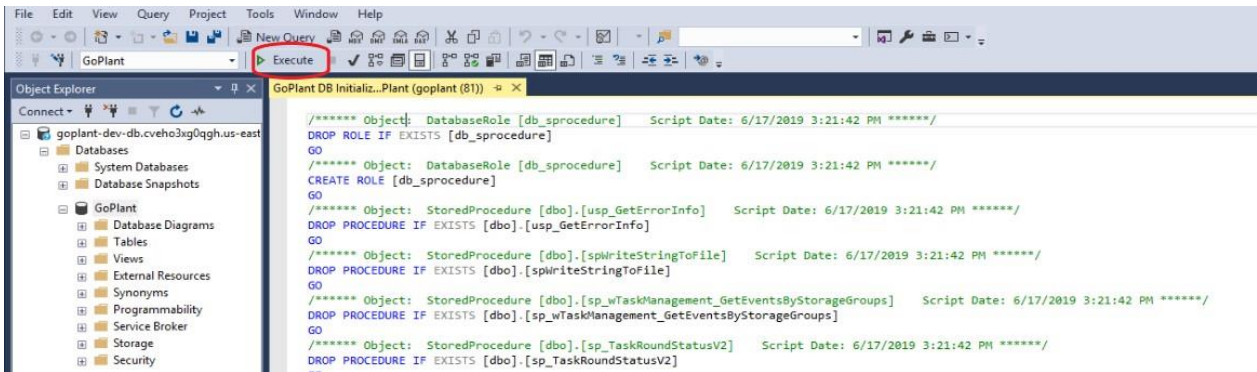 File Edit View Query Project Tools Window Help
New Query
GoPlant
Execute
Object Explorer
GoPlant DB Initializ...Plant (goplant (81))
Connect
goplant-dev-db.cveho3xg0qgh.us-east
Databases
System Databases
Database Snapshots
GoPlant
Database Diagrams
Tables
Views
External Resources
Synonyms
Programmability
Service Broker
Storage
Security
/****** Object: DatabaseRole [db_sprocedure] Script Date: 6/17/2019 3:21:42 PM ******/
DROP ROLE IF EXISTS [db_sprocedure]
GO
/****** Object: DatabaseRole [db_sprocedure] Script Date: 6/17/2019 3:21:42 PM ******/
CREATE ROLE [db_sprocedure]
GO
/****** Object: StoredProcedure [dbo].[usp_GetErrorInfo] Script Date: 6/17/2019 3:21:42 PM ******/
DROP PROCEDURE IF EXISTS [dbo].[usp_GetErrorInfo]
GO
/****** Object: StoredProcedure [dbo].[spWriteStringToFile] Script Date: 6/17/2019 3:21:42 PM ******/
DROP PROCEDURE IF EXISTS [dbo].[spWriteStringToFile]
GO
/****** Object: StoredProcedure [dbo].[sp_wTaskManagement_GetEventsByStorageGroups] Script Date: 6/17/2019 3:21:42 PM ******/
DROP PROCEDURE IF EXISTS [dbo].[sp_wTaskManagement_GetEventsByStorageGroups]
GO
/****** Object: StoredProcedure [dbo].[sp_TaskRoundStatusV2] Script Date: 6/17/2019 3:21:42 PM ******/
DROP PROCEDURE IF EXISTS [dbo].[sp_TaskRoundStatusV2]